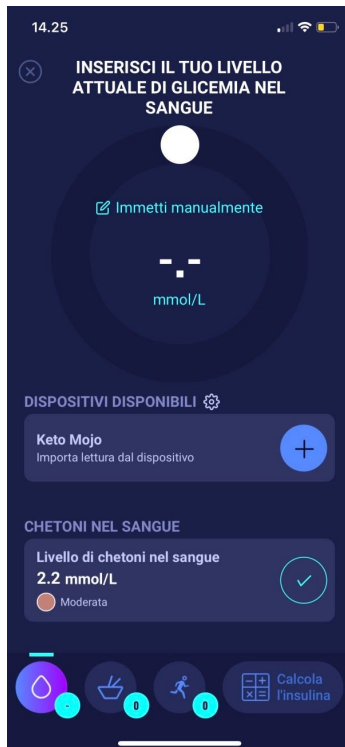 14.25
INSERISCI IL TUO LIVELLO
ATTUALE DI GLICEMIA NEL
SANGUE
Immetti manualmente
-.-
mmol/L
DISPOSITIVI DISPONIBILI
Keto Mojo
Importa lettura dal dispositivo
CHETONI NEL SANGUE
Livello di chetoni nel sangue
2.2 mmol/L
Moderata
- 0 0
Calcola
l'insulina